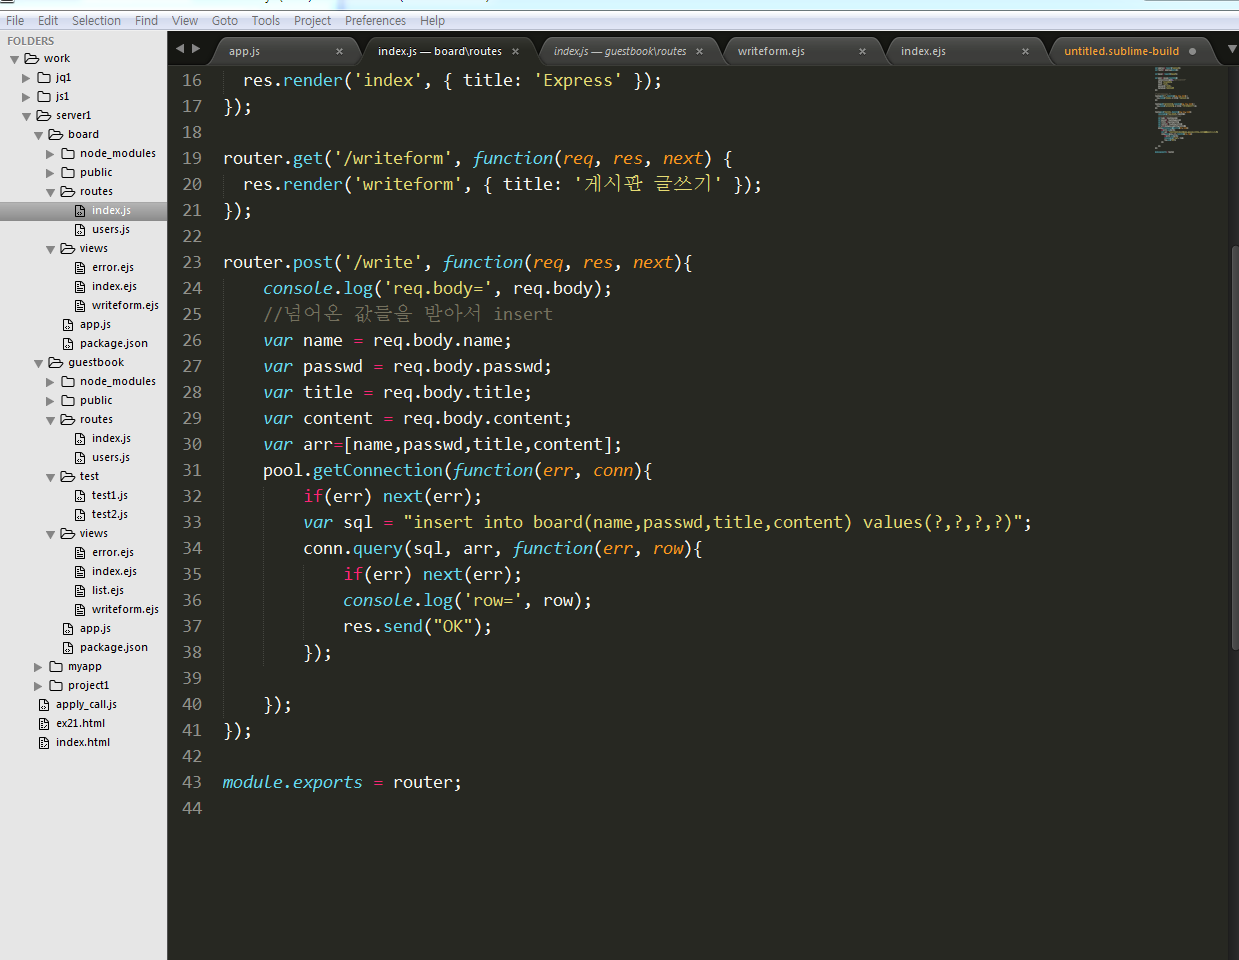 File Edit Selection Find View Goto Tools Project Preferences Help
FOLDERS
work
jq1
js1
server1
board
node_modules
public
routes
index.js
users.js
views
error.ejs
index.ejs
writeform.ejs
app.js
package.json
guestbook
node_modules
public
routes
index.js
users.js
test
test1.js
test2.js
views
error.ejs
index.ejs
list.ejs
writeform.ejs
app.js
package.json
myapp
project1
apply_call.js
ex21.html
index.html
app.js × index.js — board\routes × index.js — guestbook\routes × writeform.ejs × index.ejs × untitled.sublime-build
16 res.render('index', { title: 'Express' });
17 });
18
19 router.get('/writeform', function(req, res, next) {
20 res.render('writeform', { title: '게시판 글쓰기' });
21 });
22
23 router.post('/write', function(req, res, next){
24 console.log('req.body=', req.body);
25 //넘어온 값들을 받아서 insert
26 var name = req.body.name;
27 var passwd = req.body.passwd;
28 var title = req.body.title;
29 var content = req.body.content;
30 var arr=[name,passwd,title,content];
31 pool.getConnection(function(err, conn){
32 if(err) next(err);
33 var sql = "insert into board(name,passwd,title,content) values(?,?,?,?)";
34 conn.query(sql, arr, function(err, row){
35 if(err) next(err);
36 console.log('row=', row);
37 res.send("OK");
38 });
39
40 });
41 });
42
43 module.exports = router;
44